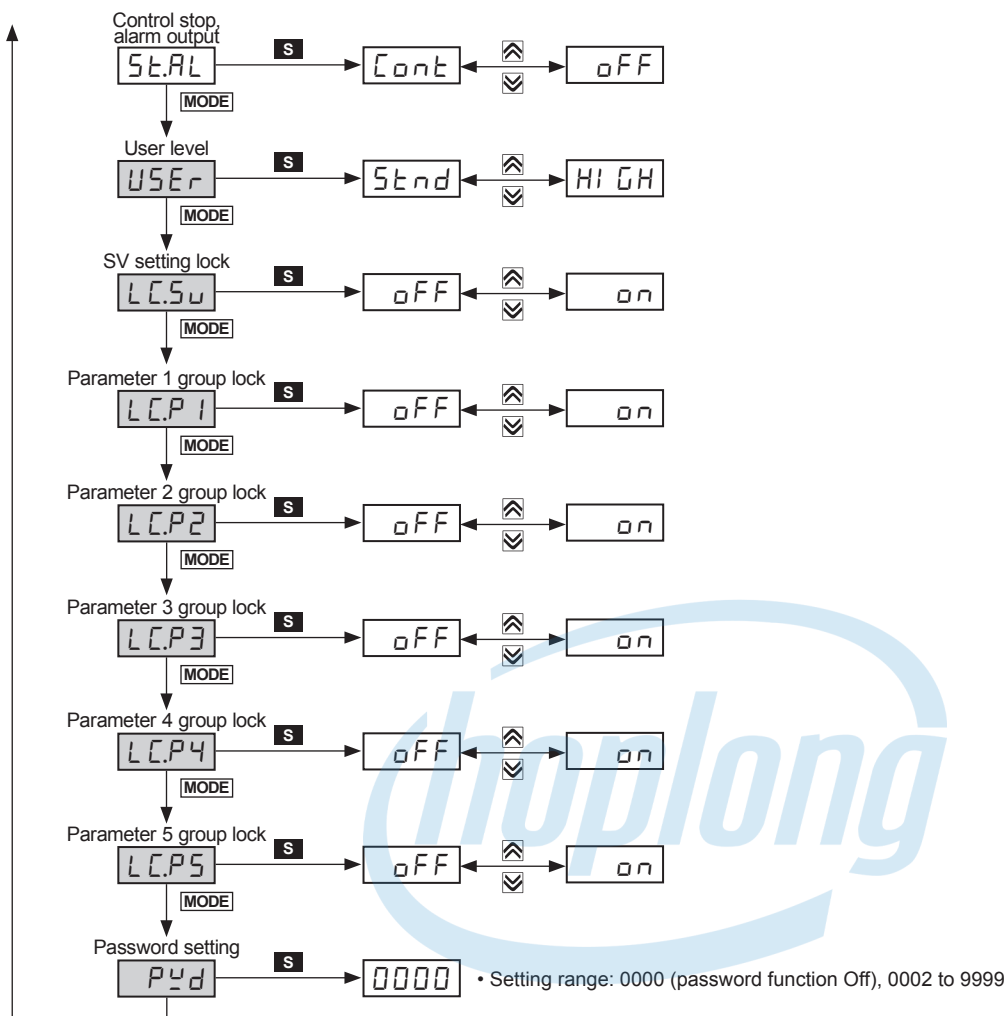 Control stop,
alarm output
St.AL S Cont oFF
MODE
User level
USEr S Stnd HIGH
MODE
SV setting lock
LC.Sv S oFF on
MODE
Parameter 1 group lock
LC.P1 S oFF on
MODE
Parameter 2 group lock
LC.P2 S oFF on
MODE
Parameter 3 group lock
LC.P3 S oFF on
MODE
Parameter 4 group lock
LC.P4 S oFF on
MODE
Parameter 5 group lock
LC.P5 S oFF on
MODE
Password setting
PWd S 0000 • Setting range: 0000 (password function Off), 0002 to 9999
hoplong